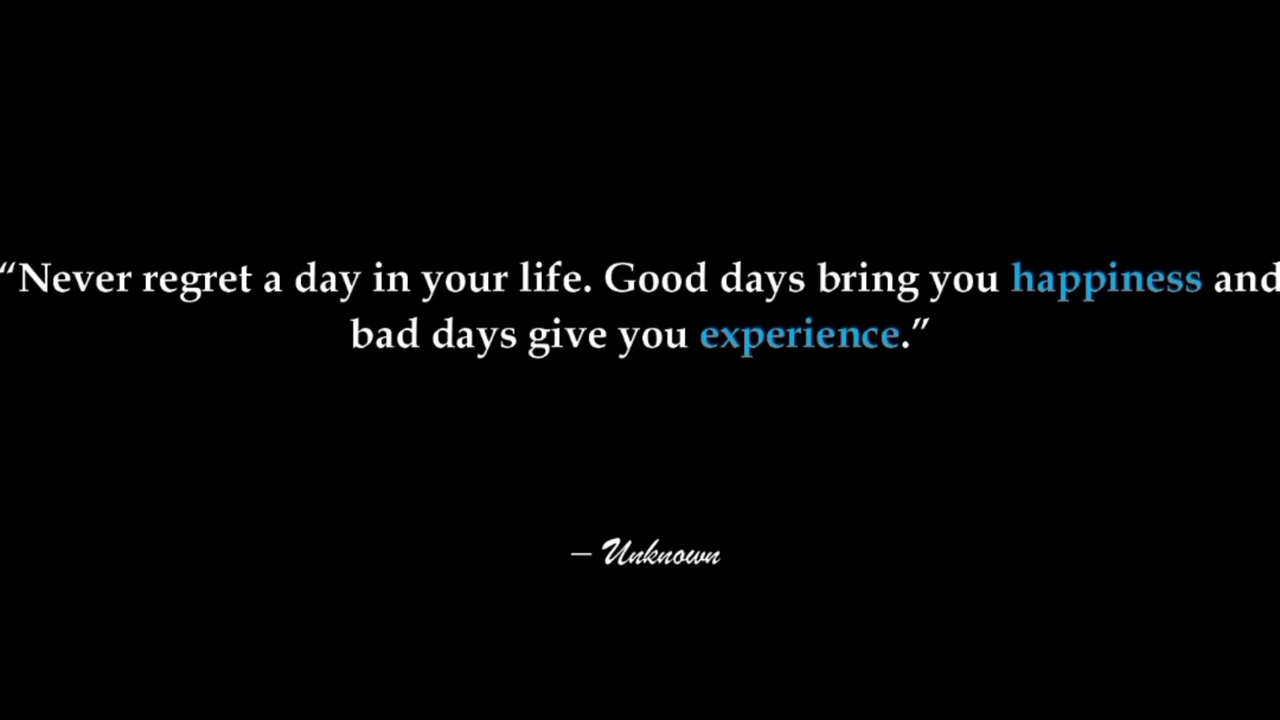 “Never regret a day in your life. Good days bring you happiness and
bad days give you experience.”
– Unknown